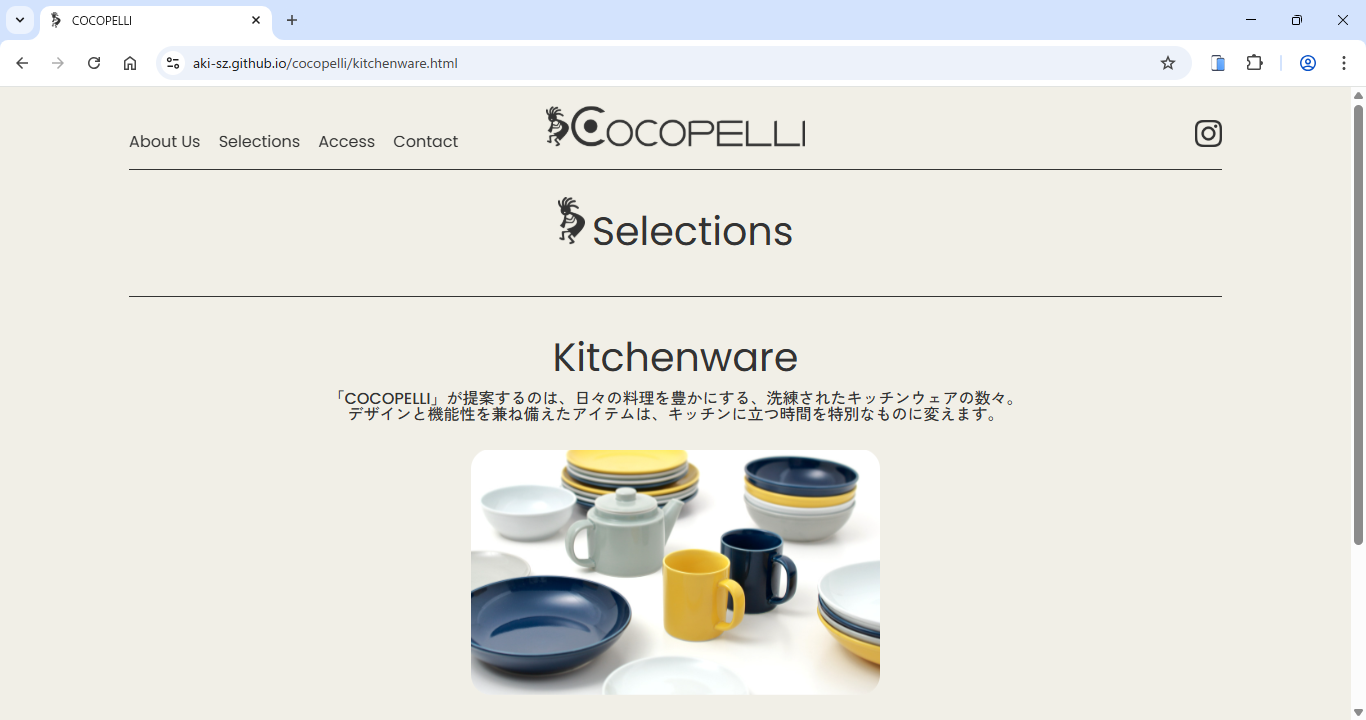 COCOPELLI
aki-sz.github.io/cocopelli/kitchenware.html
About Us Selections Access Contact
COCOPELLI
Selections
Kitchenware
「COCOPELLI」が提案するのは、日々の料理を豊かにする、洗練されたキッチンウェアの数々。
デザインと機能性を兼ね備えたアイテムは、キッチンに立つ時間を特別なものに変えます。